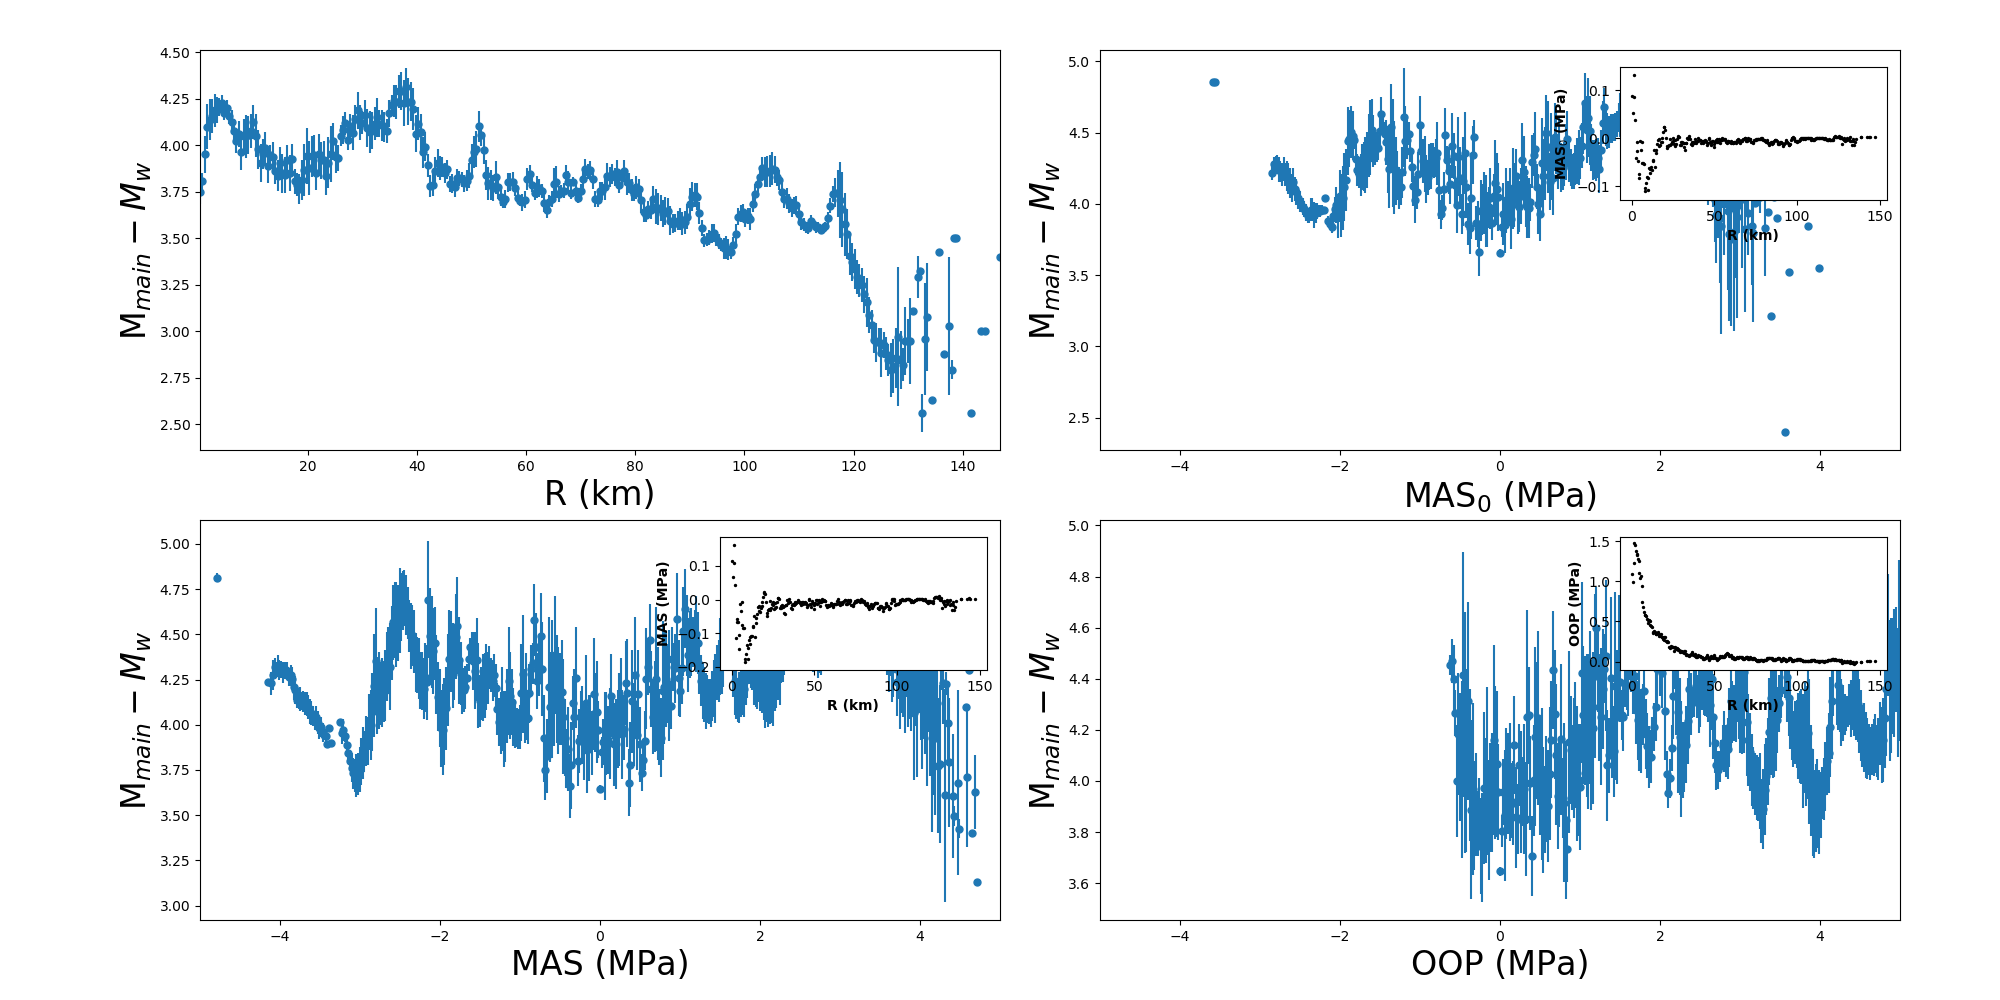 4.50
4.25
4.00
3.75
3.50
3.25
3.00
2.75
2.50
M_main − M_w
20 40 60 80 100 120 140
R (km)
5.0
4.5
4.0
3.5
3.0
2.5
M_main − M_w
−4 −2 0 2 4
MAS₀ (MPa)
0.1
0.0
−0.1
MAS₀ (MPa)
0 50 100 150
R (km)
5.00
4.75
4.50
4.25
4.00
3.75
3.50
3.25
3.00
M_main − M_w
−4 −2 0 2 4
MAS (MPa)
0.1
0.0
−0.1
−0.2
MAS (MPa)
0 50 100 150
R (km)
5.0
4.8
4.6
4.4
4.2
4.0
3.8
3.6
M_main − M_w
−4 −2 0 2 4
OOP (MPa)
1.5
1.0
0.5
0.0
OOP (MPa)
0 50 100 150
R (km)